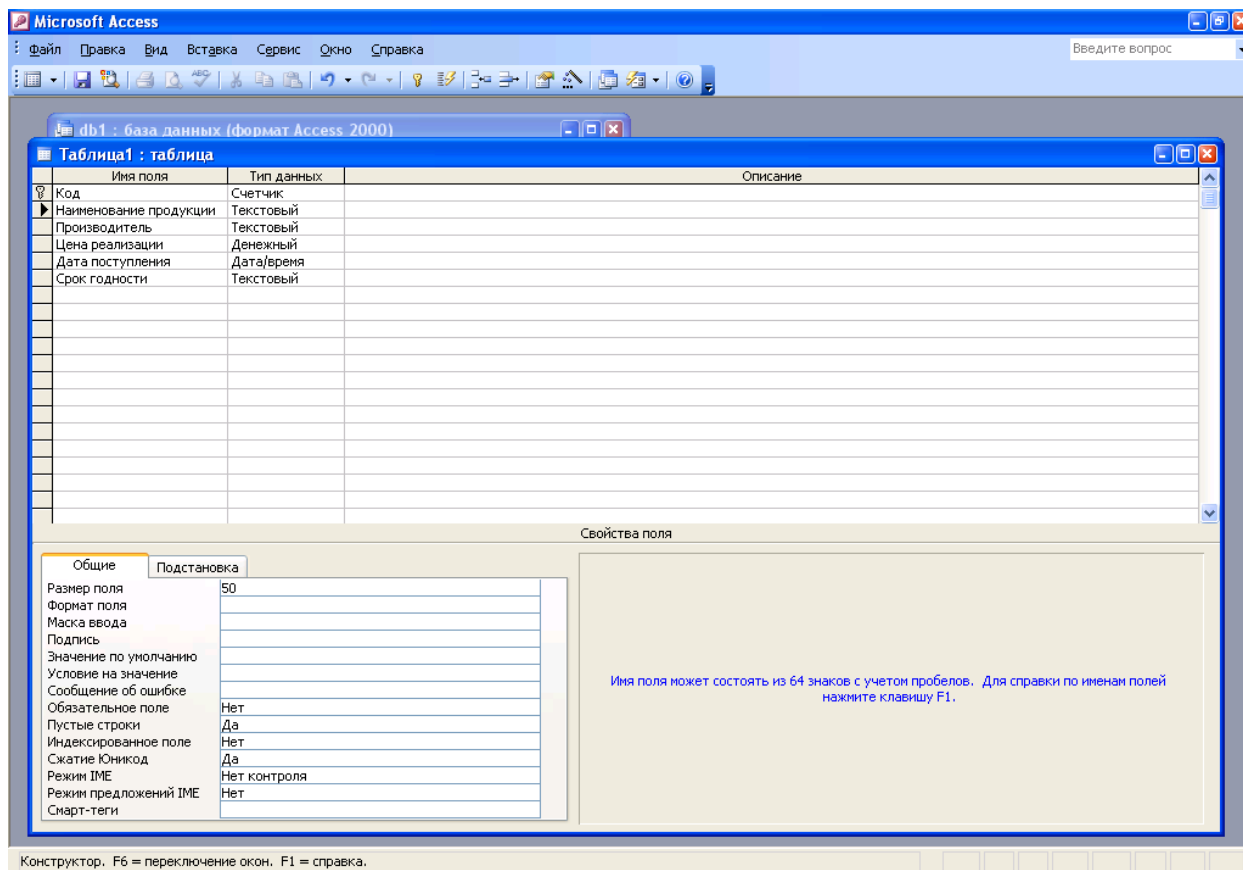 Microsoft Access
Файл Правка Вид Вставка Сервис Окно Справка Введите вопрос
db1 : база данных (формат Access 2000)
Таблица1 : таблица
Имя поля Тип данных Описание
Код Счетчик
Наименование продукции Текстовый
Производитель Текстовый
Цена реализации Денежный
Дата поступления Дата/время
Срок годности Текстовый
Свойства поля
Общие Подстановка
Размер поля 50
Формат поля
Маска ввода
Подпись
Значение по умолчанию
Условие на значение
Сообщение об ошибке
Обязательное поле Нет
Пустые строки Да
Индексированное поле Нет
Сжатие Юникод Да
Режим IME Нет контроля
Режим предложений IME Нет
Смарт-теги
Имя поля может состоять из 64 знаков с учетом пробелов. Для справки по именам полей
нажмите клавишу F1.
Конструктор. F6 = переключение окон. F1 = справка.